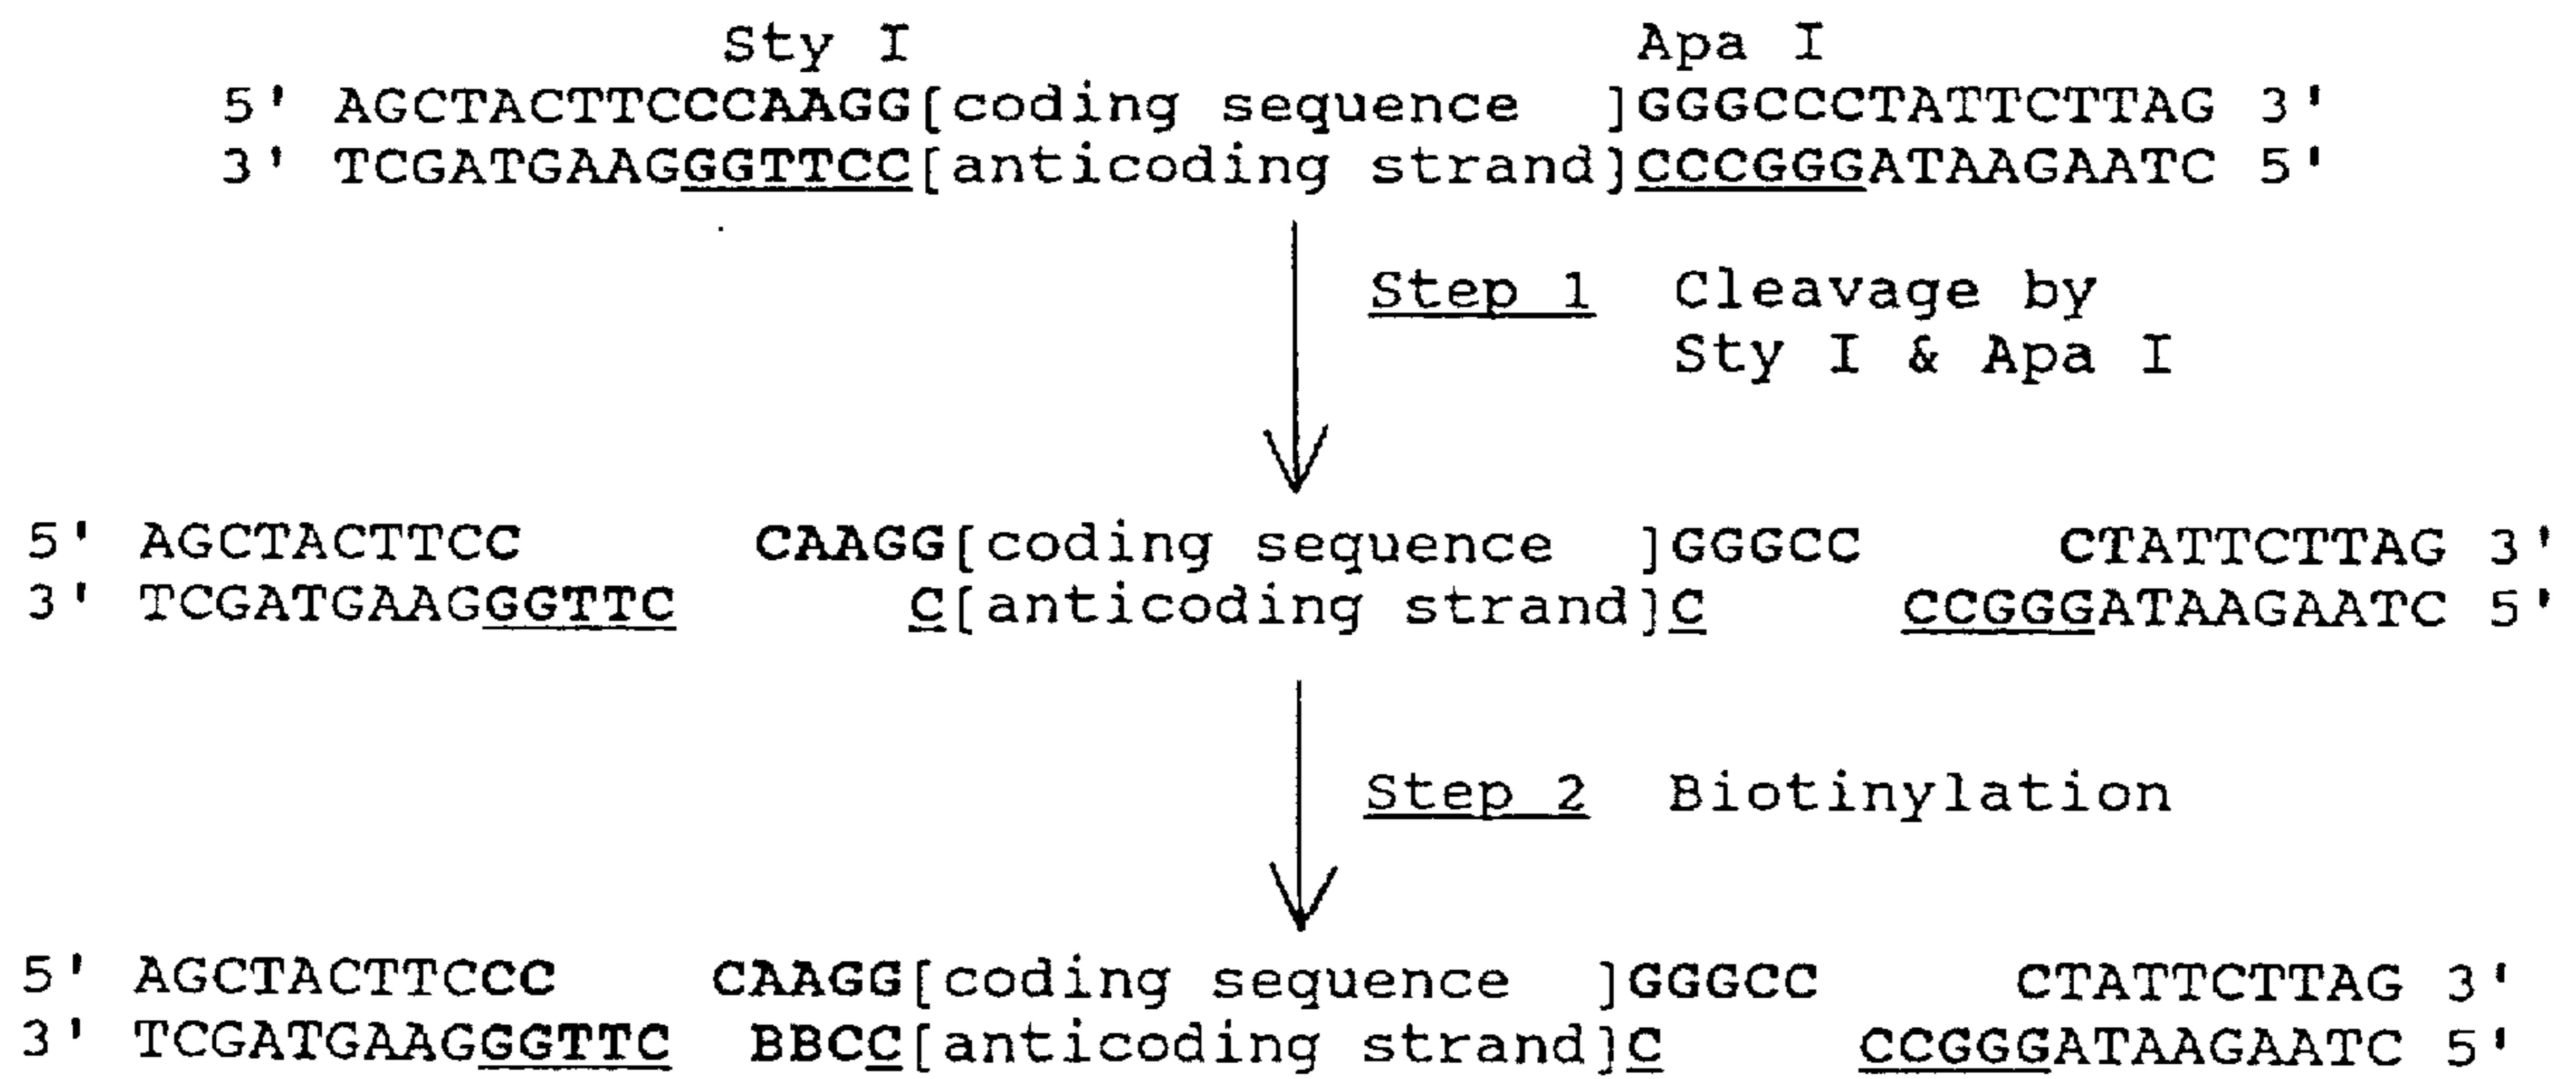 Sty I Apa I
5' AGCTACTTCCCCAAGG[coding sequence ]GGGCCCTATTCTTAG 3'
3' TCGATGAAGGGGTTCC[anticoding strand]CCCGGGATAAGAATC 5'
Step 1 Cleavage by
Sty I & Apa I
5' AGCTACTTCC CAAGG[coding sequence ]GGGCC CTATTCTTAG 3'
3' TCGATGAAGGGTTC C[anticoding strand]C CCGGGATAAGAATC 5'
Step 2 Biotinylation
5' AGCTACTTCCC CAAGG[coding sequence ]GGGCC CTATTCTTAG 3'
3' TCGATGAAGGGTTC BBCC[anticoding strand]C CCGGGATAAGAATC 5'